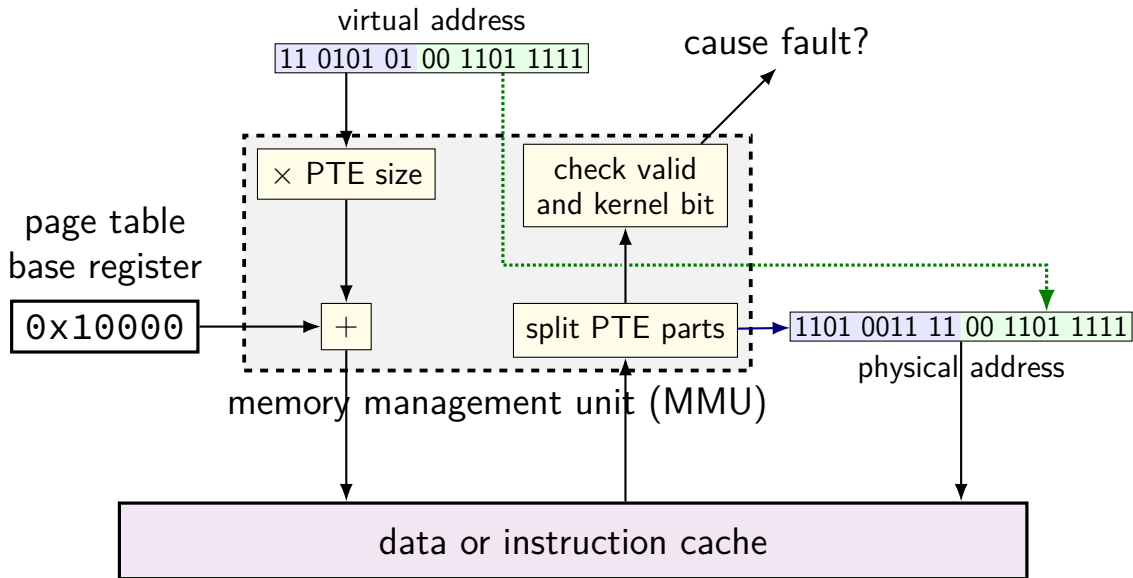 virtual address
11 0101 01 00 1101 1111
cause fault?
× PTE size
check valid
and kernel bit
page table
base register
0x10000
+
split PTE parts
1101 0011 11 00 1101 1111
physical address
memory management unit (MMU)
data or instruction cache